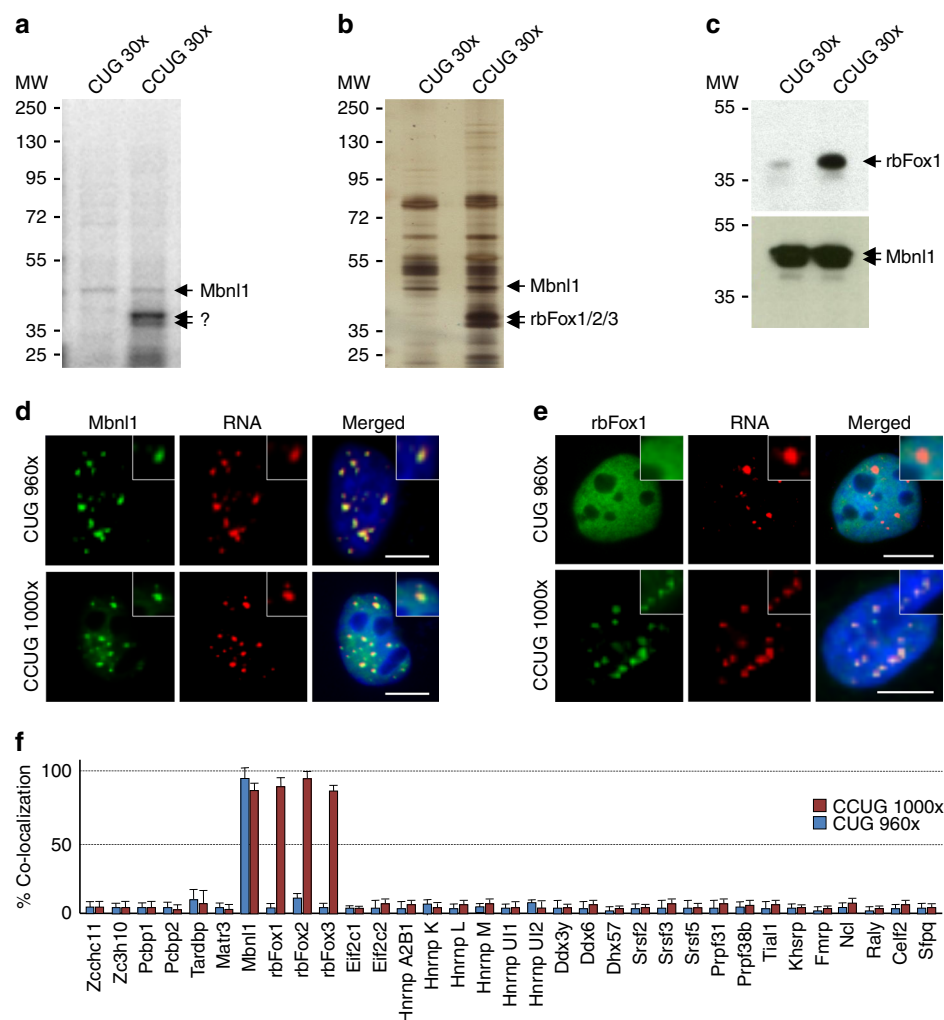 a
CUG 30x
CCUG 30x
MW
250
130
95
72
55
35
25
Mbnl1
?
b
CUG 30x
CCUG 30x
MW
250
130
95
72
55
35
25
Mbnl1
rbFox1/2/3
c
CUG 30x
CCUG 30x
MW
55
35
rbFox1
55
35
Mbnl1
d
Mbnl1 RNA Merged
CUG 960x
CCUG 1000x
e
rbFox1 RNA Merged
CUG 960x
CCUG 1000x
f
% Co-localization
100
50
0
CCUG 1000x
CUG 960x
Zcchc11
Zc3h10
Pcbp1
Pcbp2
Tardbp
Matr3
Mbnl1
rbFox1
rbFox2
rbFox3
Eif2c1
Eif2c2
Hnrnp A2B1
Hnrnp K
Hnrnp L
Hnrnp M
Hnrnp Ul1
Hnrnp Ul2
Ddx3y
Ddx6
Dhx57
Srsf2
Srsf3
Srsf5
Prpf31
Prpf38b
Tial1
Khsrp
Fmrp
Ncl
Raly
Celf2
Sfpq